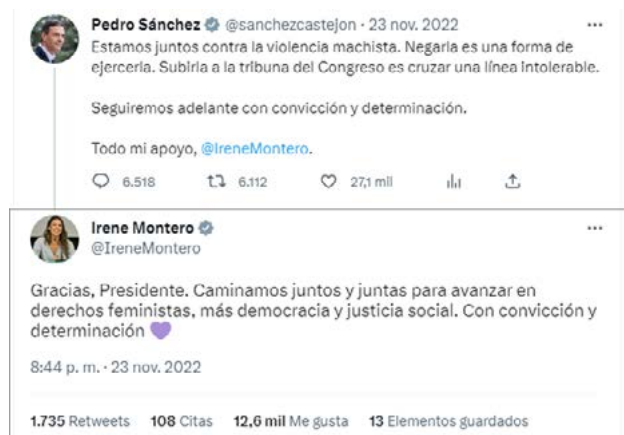 Pedro Sánchez @sanchezcastejon · 23 nov. 2022
Estamos juntos contra la violencia machista. Negarla es una forma de
ejercerla. Subirla a la tribuna del Congreso es cruzar una línea intolerable.
Seguiremos adelante con convicción y determinación.
Todo mi apoyo, @IreneMontero.
6.518 6.112 27,1 mil
Irene Montero
@IreneMontero
Gracias, Presidente. Caminamos juntos y juntas para avanzar en
derechos feministas, más democracia y justicia social. Con convicción y
determinación 💜
8:44 p. m. · 23 nov. 2022
1.735 Retweets 108 Citas 12,6 mil Me gusta 13 Elementos guardados